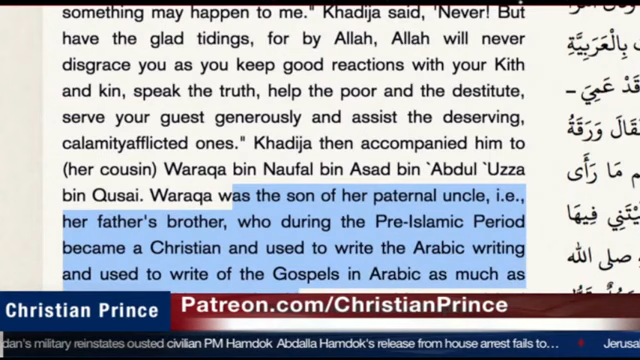 something may happen to me." Khadija said, 'Never! But
have the glad tidings, for by Allah, Allah will never
disgrace you as you keep good reactions with your Kith
and kin, speak the truth, help the poor and the destitute,
serve your guest generously and assist the deserving,
calamityafflicted ones." Khadija then accompanied him to
(her cousin) Waraqa bin Naufal bin Asad bin `Abdul `Uzza
bin Qusai. Waraqa was the son of her paternal uncle, i.e.,
her father's brother, who during the Pre-Islamic Period
became a Christian and used to write the Arabic writing
and used to write of the Gospels in Arabic as much as
بِالْعَرَبِيَّةِ
قَدْ عَمِيَ -
فَقَالَ وَرَقَةُ
مَا رَأَى
فِيهَا
صلى الله
Christian Prince
Patreon.com/ChristianPrince
dan's military reinstates ousted civilian PM Hamdok Abdalla Hamdok's release from house arrest fails to…
Jerusa